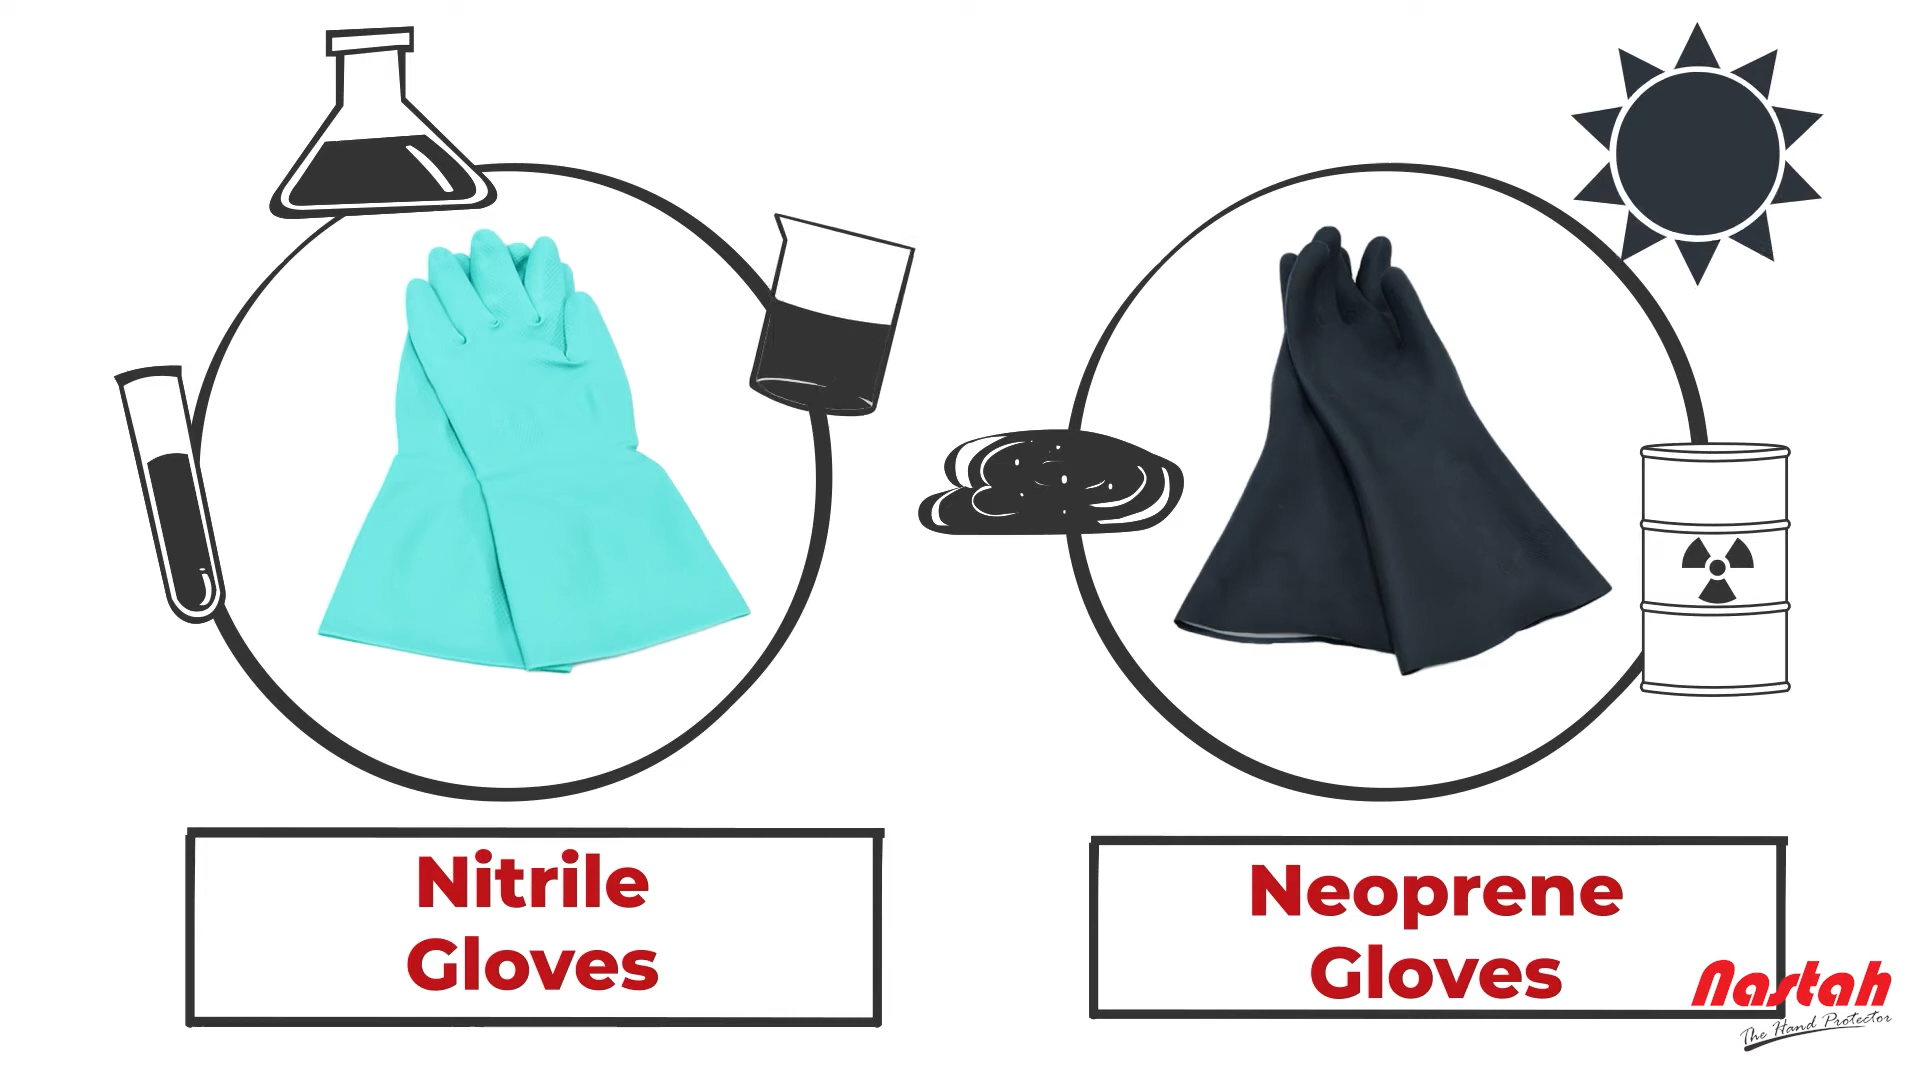 Nitrile
Gloves
Neoprene
Gloves
Nastah
The Hand Protector